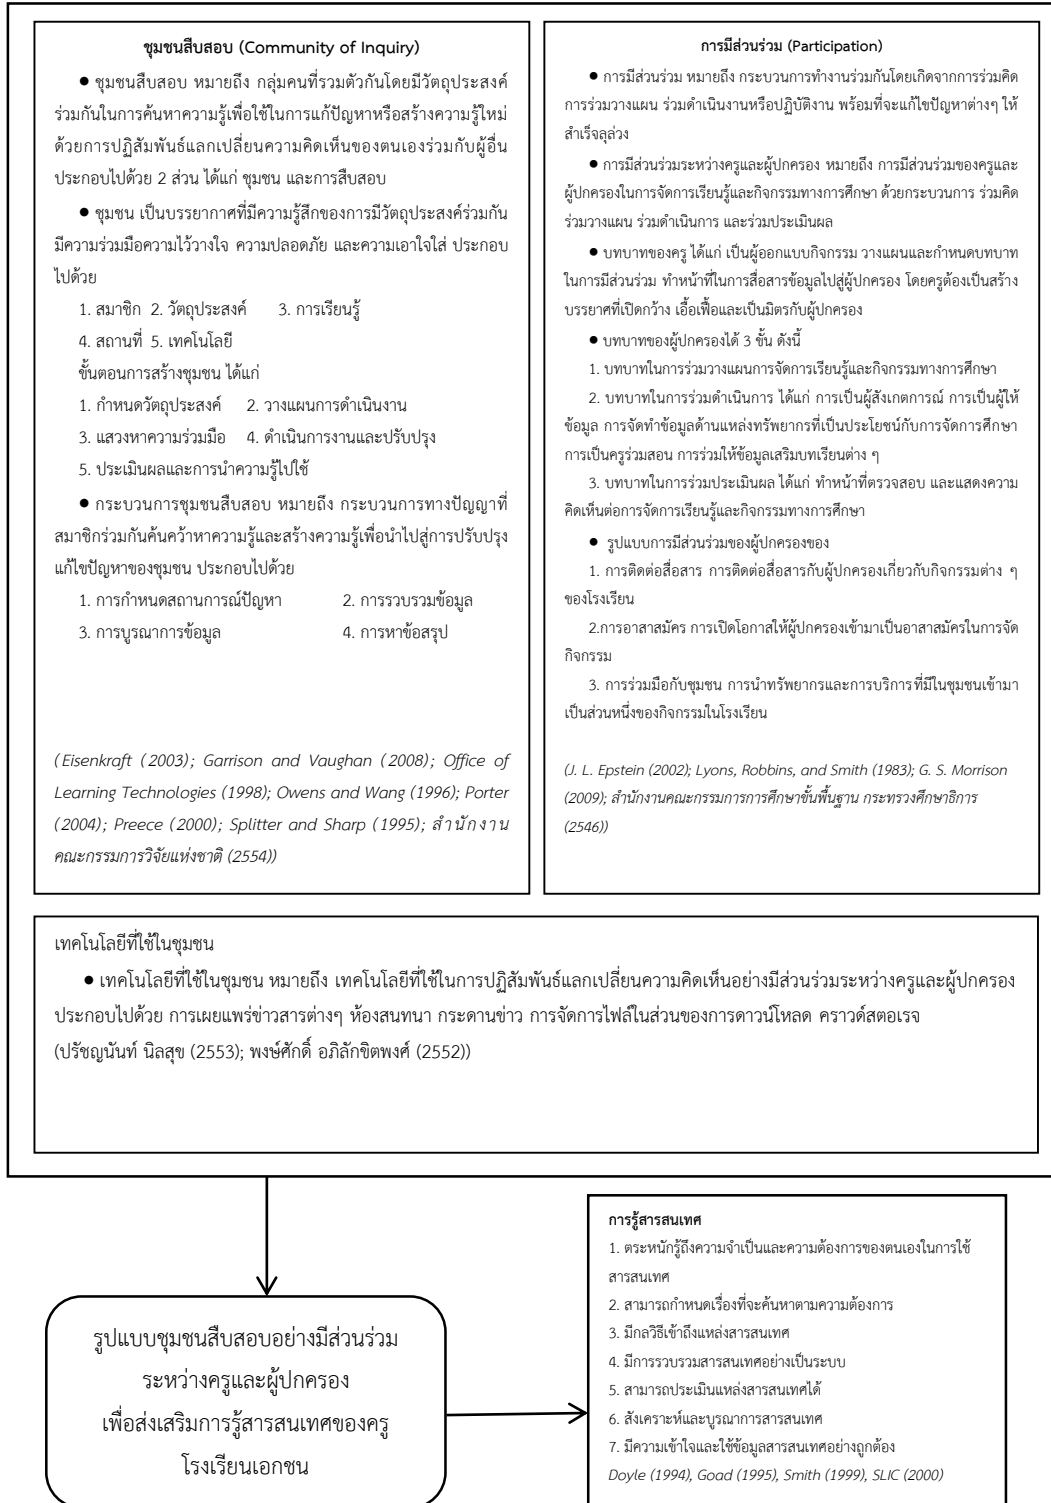 ชุมชนสืบสอบ (Community of Inquiry)
● ชุมชนสืบสอบ หมายถึง กลุ่มคนที่รวมตัวกันโดยมีวัตถุประสงค์
ร่วมกันในการค้นหาความรู้เพื่อใช้ในการแก้ปัญหาหรือสร้างความรู้ใหม่
ด้วยการปฏิสัมพันธ์แลกเปลี่ยนความคิดเห็นของตนเองร่วมกับผู้อื่น
ประกอบไปด้วย 2 ส่วน ได้แก่ ชุมชน และการสืบสอบ
● ชุมชน เป็นบรรยากาศที่มีความรู้สึกของการมีวัตถุประสงค์ร่วมกัน
มีความร่วมมือความไว้วางใจ ความปลอดภัย และความเอาใจใส่ ประกอบ
ไปด้วย
1. สมาชิก 2. วัตถุประสงค์ 3. การเรียนรู้
4. สถานที่ 5. เทคโนโลยี
ขั้นตอนการสร้างชุมชน ได้แก่
1. กำหนดวัตถุประสงค์ 2. วางแผนการดำเนินงาน
3. แสวงหาความร่วมมือ 4. ดำเนินการงานและปรับปรุง
5. ประเมินผลและการนำความรู้ไปใช้
● กระบวนการชุมชนสืบสอบ หมายถึง กระบวนการทางปัญญาที่
สมาชิกร่วมกันค้นคว้าหาความรู้และสร้างความรู้เพื่อนำไปสู่การปรับปรุง
แก้ไขปัญหาของชุมชน ประกอบไปด้วย
1. การกำหนดสถานการณ์ปัญหา 2. การรวบรวมข้อมูล
3. การบูรณาการข้อมูล 4. การหาข้อสรุป
(Eisenkraft (2003); Garrison and Vaughan (2008); Office of
Learning Technologies (1998); Owens and Wang (1996); Porter
(2004); Preece (2000); Splitter and Sharp (1995); สำนักงาน
คณะกรรมการวิจัยแห่งชาติ (2554))
การมีส่วนร่วม (Participation)
● การมีส่วนร่วม หมายถึง กระบวนการทำงานร่วมกันโดยเกิดจากการร่วมคิด
การร่วมวางแผน ร่วมดำเนินงานหรือปฏิบัติงาน พร้อมที่จะแก้ไขปัญหาต่างๆ ให้
สำเร็จลุล่วง
● การมีส่วนร่วมระหว่างครูและผู้ปกครอง หมายถึง การมีส่วนร่วมของครูและ
ผู้ปกครองในการจัดการเรียนรู้และกิจกรรมทางการศึกษา ด้วยกระบวนการ ร่วมคิด
ร่วมวางแผน ร่วมดำเนินการ และร่วมประเมินผล
● บทบาทของครู ได้แก่ เป็นผู้ออกแบบกิจกรรม วางแผนและกำหนดบทบาท
ในการมีส่วนร่วม ทำหน้าที่ในการสื่อสารข้อมูลไปสู่ผู้ปกครอง โดยครูต้องเป็นสร้าง
บรรยาศที่เปิดกว้าง เอื้อเฟื้อและเป็นมิตรกับผู้ปกครอง
● บทบาทของผู้ปกครองได้ 3 ขั้น ดังนี้
1. บทบาทในการร่วมวางแผนการจัดการเรียนรู้และกิจกรรมทางการศึกษา
2. บทบาทในการร่วมดำเนินการ ได้แก่ การเป็นผู้สังเกตการณ์ การเป็นผู้ให้
ข้อมูล การจัดทำข้อมูลด้านแหล่งทรัพยากรที่เป็นประโยชน์กับการจัดการศึกษา
การเป็นครูร่วมสอน การร่วมให้ข้อมูลเสริมบทเรียนต่าง ๆ
3. บทบาทในการร่วมประเมินผล ได้แก่ ทำหน้าที่ตรวจสอบ และแสดงความ
คิดเห็นต่อการจัดการเรียนรู้และกิจกรรมทางการศึกษา
● รูปแบบการมีส่วนร่วมของผู้ปกครองของ
1. การติดต่อสื่อสาร การติดต่อสื่อสารกับผู้ปกครองเกี่ยวกับกิจกรรมต่าง ๆ
ของโรงเรียน
2.การอาสาสมัคร การเปิดโอกาสให้ผู้ปกครองเข้ามาเป็นอาสาสมัครในการจัด
กิจกรรม
3. การร่วมมือกับชุมชน การนำทรัพยากรและการบริการที่มีในชุมชนเข้ามา
เป็นส่วนหนึ่งของกิจกรรมในโรงเรียน
(J. L. Epstein (2002); Lyons, Robbins, and Smith (1983); G. S. Morrison
(2009); สำนักงานคณะกรรมการการศึกษาขั้นพื้นฐาน กระทรวงศึกษาธิการ
(2546))
เทคโนโลยีที่ใช้ในชุมชน
● เทคโนโลยีที่ใช้ในชุมชน หมายถึง เทคโนโลยีที่ใช้ในการปฏิสัมพันธ์แลกเปลี่ยนความคิดเห็นอย่างมีส่วนร่วมระหว่างครูและผู้ปกครอง
ประกอบไปด้วย การเผยแพร่ข่าวสารต่างๆ ห้องสนทนา กระดานข่าว การจัดการไฟล์ในส่วนของการดาวน์โหลด คราวด์สตอเรจ
(ปรัชญนันท์ นิลสุข (2553); พงษ์ศักดิ์ อภิลักขิตพงศ์ (2552))
รูปแบบชุมชนสืบสอบอย่างมีส่วนร่วม
ระหว่างครูและผู้ปกครอง
เพื่อส่งเสริมการรู้สารสนเทศของครู
โรงเรียนเอกชน
การรู้สารสนเทศ
1. ตระหนักรู้ถึงความจำเป็นและความต้องการของตนเองในการใช้
สารสนเทศ
2. สามารถกำหนดเรื่องที่จะค้นหาตามความต้องการ
3. มีกลวิธีเข้าถึงแหล่งสารสนเทศ
4. มีการรวบรวมสารสนเทศอย่างเป็นระบบ
5. สามารถประเมินแหล่งสารสนเทศได้
6. สังเคราะห์และบูรณาการสารสนเทศ
7. มีความเข้าใจและใช้ข้อมูลสารสนเทศอย่างถูกต้อง
Doyle (1994), Goad (1995), Smith (1999), SLIC (2000)